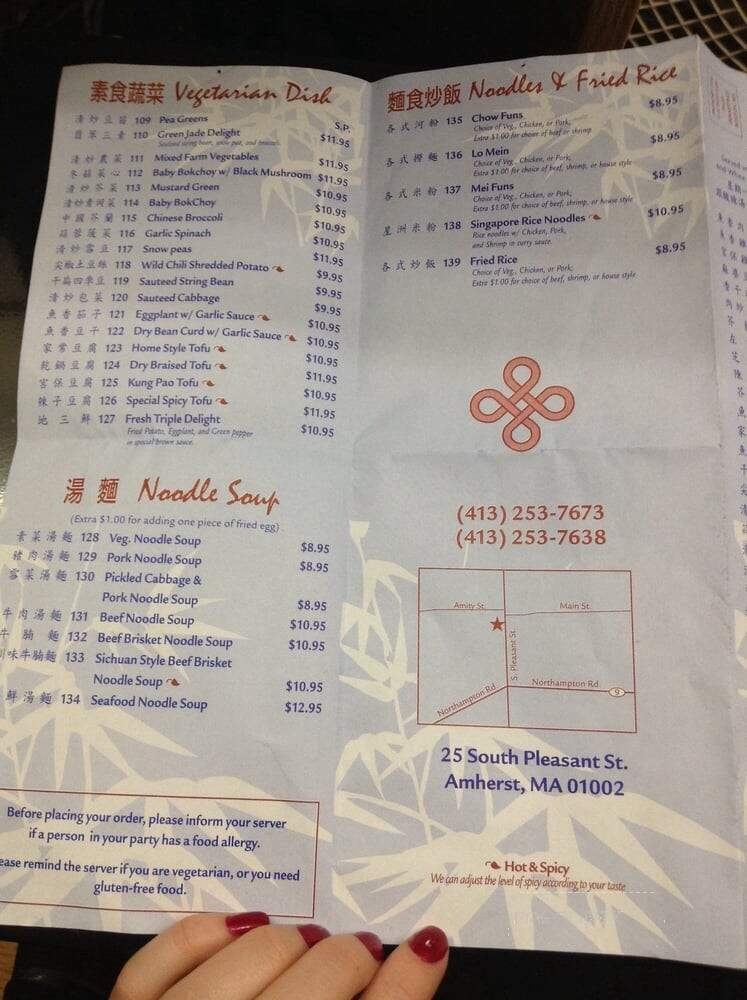 素食蔬菜 Vegetarian Dish
清炒豆苗 109 Pea Greens S.P.
翡翠三素 110 Green Jade Delight $11.95
Sauteed string bean, snow pea, and broccoli.
清炒農菜 111 Mixed Farm Vegetables $11.95
冬菇菜心 112 Baby Bokchoy w/ Black Mushroom $11.95
清炒芥菜 113 Mustard Green $10.95
清炒青岡菜 114 Baby BokChoy $10.95
中國芥蘭 115 Chinese Broccoli $10.95
蒜蓉菠菜 116 Garlic Spinach $10.95
清炒雪豆 117 Snow peas $11.95
尖椒土豆絲 118 Wild Chili Shredded Potato $9.95
干扁四季豆 119 Sauteed String Bean $9.95
清炒包菜 120 Sauteed Cabbage $9.95
魚香茄子 121 Eggplant w/ Garlic Sauce $10.95
魚香豆干 122 Dry Bean Curd w/ Garlic Sauce $10.95
家常豆腐 123 Home Style Tofu $10.95
乾鍋豆腐 124 Dry Braised Tofu $11.95
宮保豆腐 125 Kung Pao Tofu $10.95
辣子豆腐 126 Special Spicy Tofu $11.95
地三鮮 127 Fresh Triple Delight $10.95
Fried Potato, Eggplant, and Green pepper
in special brown sauce.
湯麵 Noodle Soup
(Extra $1.00 for adding one piece of fried egg)
素菜湯麵 128 Veg. Noodle Soup $8.95
豬肉湯麵 129 Pork Noodle Soup $8.95
雪菜湯麵 130 Pickled Cabbage &
Pork Noodle Soup $8.95
牛肉湯麵 131 Beef Noodle Soup $10.95
牛腩麵 132 Beef Brisket Noodle Soup $10.95
味牛腩麵 133 Sichuan Style Beef Brisket
Noodle Soup $10.95
鮮湯麵 134 Seafood Noodle Soup $12.95
Before placing your order, please inform your server
if a person in your party has a food allergy.
ease remind the server if you are vegetarian, or you need
gluten-free food.
麵食炒飯 Noodles & Fried Rice
各式河粉 135 Chow Funs $8.95
Choice of Veg., Chicken, or Pork;
Extra $1.00 for choice of beef or shrimp
各式撈麵 136 Lo Mein $8.95
Choice of Veg., Chicken, or Pork;
Extra $1.00 for choice of beef, shrimp, or house style
各式米粉 137 Mei Funs $8.95
Choice of Veg., Chicken, or Pork;
Extra $1.00 for choice of beef, shrimp, or house style
星洲米粉 138 Singapore Rice Noodles $10.95
Rice noodles w/ Chicken, Pork,
and Shrimp in curry sauce.
各式炒飯 139 Fried Rice $8.95
Choice of Veg., Chicken, or Pork;
Extra $1.00 for choice of beef, shrimp, or house style
(413) 253-7673
(413) 253-7638
Amity St. Main St.
S. Pleasant St.
Northampton Rd. Northampton Rd. 9
25 South Pleasant St.
Amherst, MA 01002
Hot & Spicy
We can adjust the level of spicy according to your taste